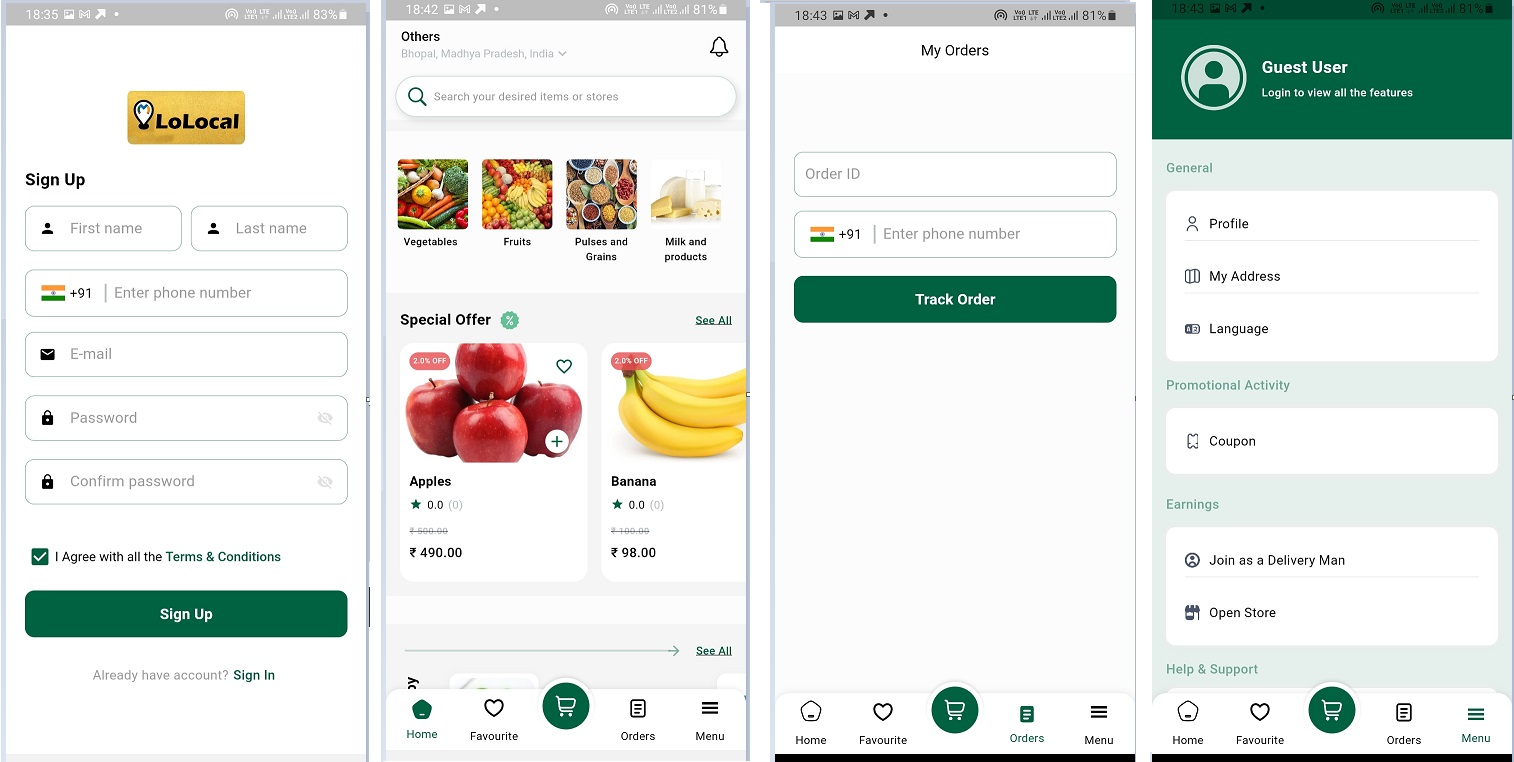 18:35
83%
LoLocal
Sign Up
First name
Last name
+91
Enter phone number
E-mail
Password
Confirm password
I Agree with all the Terms & Conditions
Sign Up
Already have account? Sign In
18:42
81%
Others
Bhopal, Madhya Pradesh, India
Search your desired items or stores
Vegetables
Fruits
Pulses and
Grains
Milk and
products
Special Offer %
See All
2.0% OFF
Apples
0.0 (0)
₹ 500.00
₹ 490.00
2.0% OFF
Banana
0.0 (0)
₹ 100.00
₹ 98.00
See All
Home
Favourite
Orders
Menu
18:43
81%
My Orders
Order ID
+91
Enter phone number
Track Order
Home
Favourite
Orders
Menu
18:43
81%
Guest User
Login to view all the features
General
Profile
My Address
Language
Promotional Activity
Coupon
Earnings
Join as a Delivery Man
Open Store
Help & Support
Home
Favourite
Orders
Menu